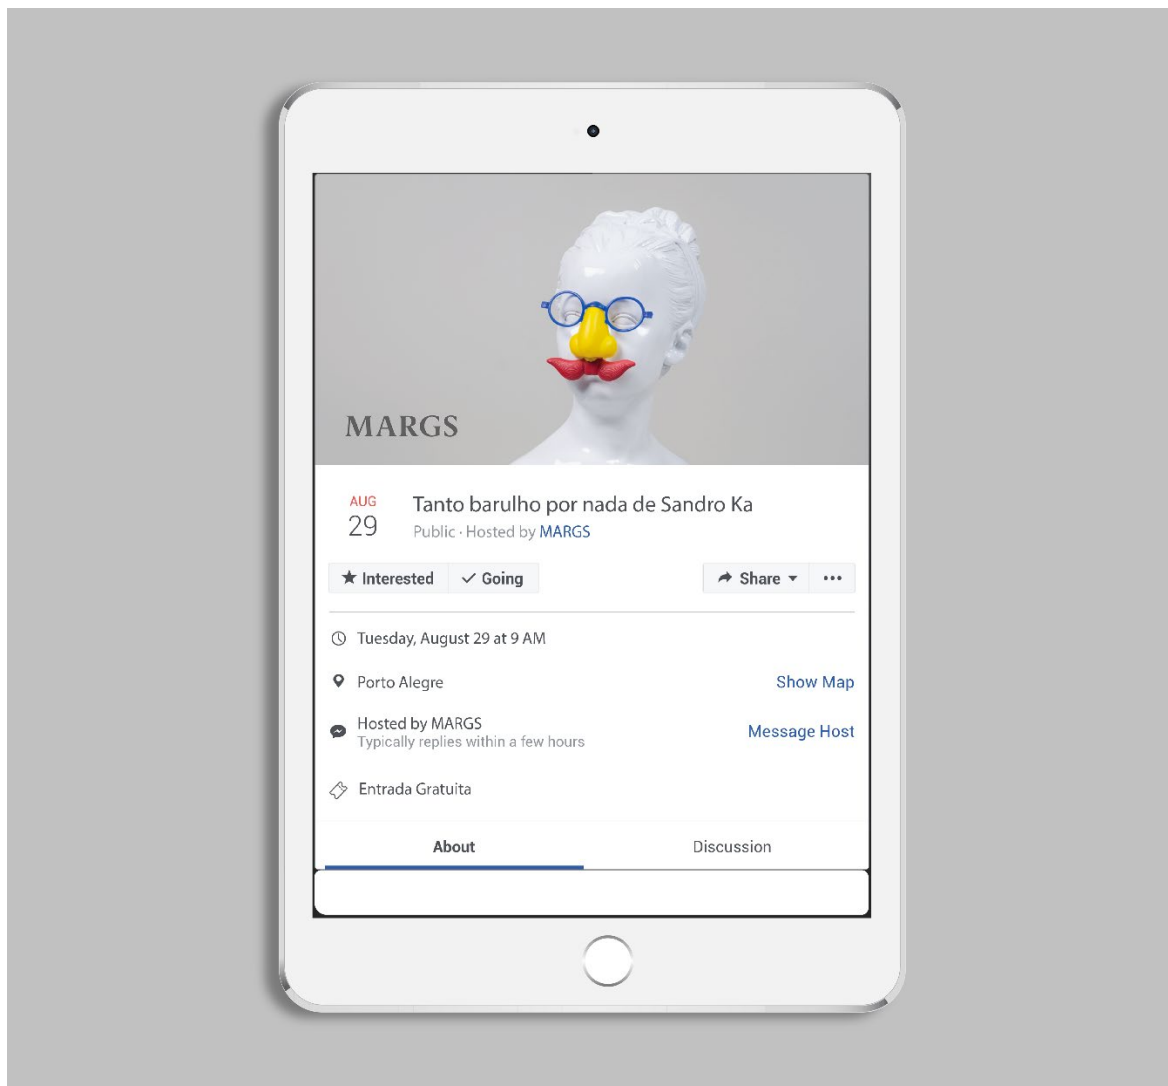 MARGS
AUG
29
Tanto barulho por nada de Sandro Ka
Public · Hosted by MARGS
Interested
Going
Share
Tuesday, August 29 at 9 AM
Porto Alegre
Show Map
Hosted by MARGS
Typically replies within a few hours
Message Host
Entrada Gratuita
About
Discussion